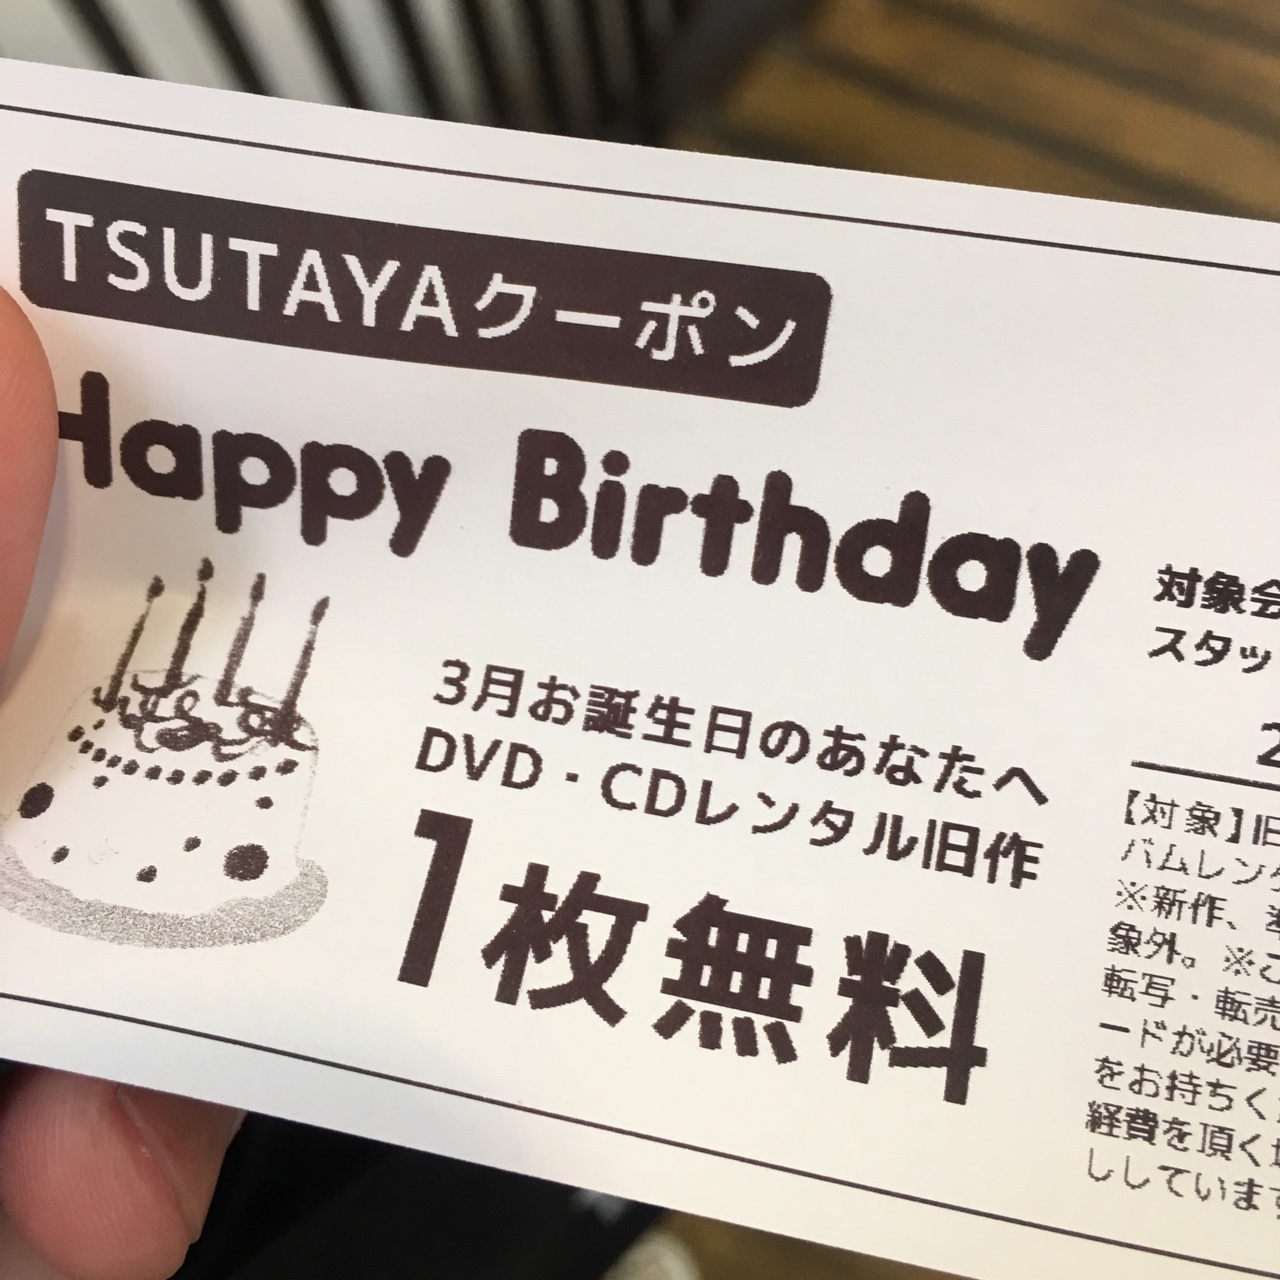 TSUTAYAクーポン
Happy Birthday
3月お誕生日のあなたへ
DVD・CDレンタル旧作
1枚無料
対象会
スタッ
2
【対象】旧
バムレン
※新作、
象外。※こ
転写・転売
ードが必要
をお持ちく
経費を頂く
ししています